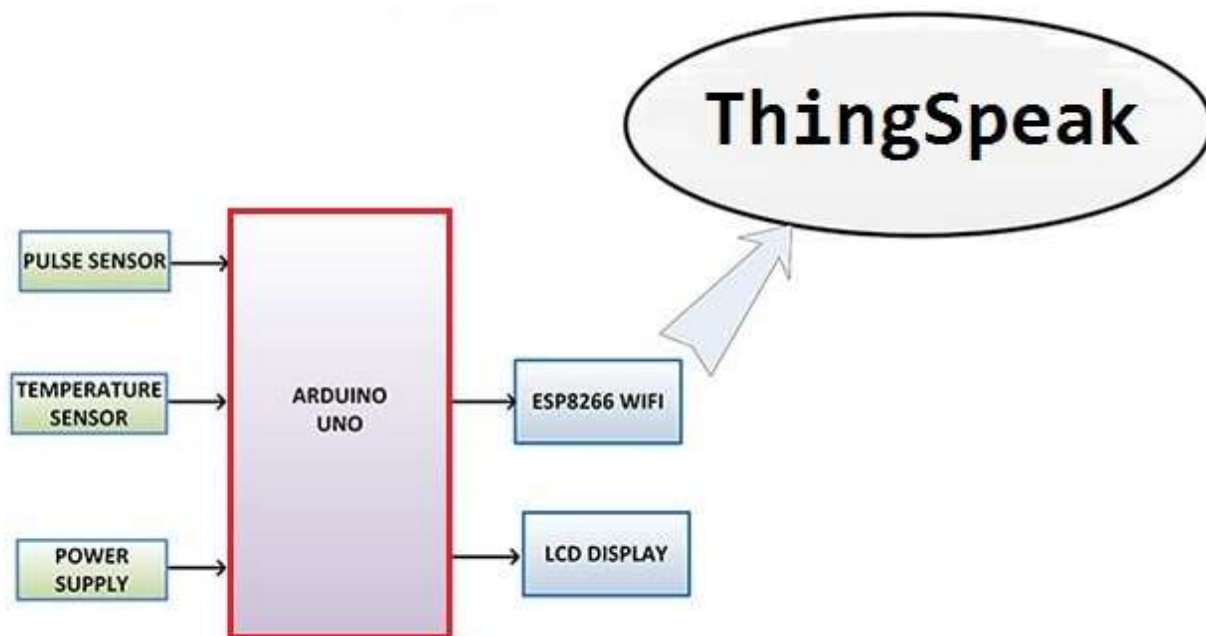 ThingSpeak
PULSE SENSOR
TEMPERATURE
SENSOR
POWER
SUPPLY
ARDUINO
UNO
ESP8266 WIFI
LCD DISPLAY